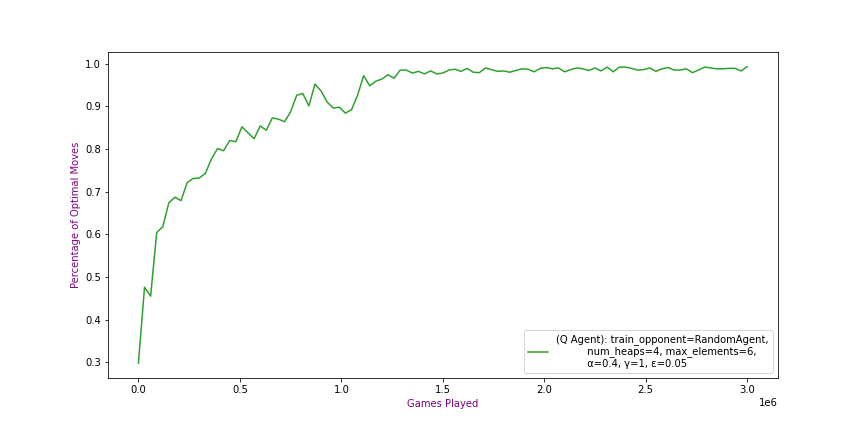 1.0
0.9
0.8
0.7
0.6
0.5
0.4
0.3
Percentage of Optimal Moves
(Q Agent): train_opponent=RandomAgent,
num_heaps=4, max_elements=6,
α=0.4, γ=1, ε=0.05
0.0 0.5 1.0 1.5 2.0 2.5 3.0
1e6
Games Played